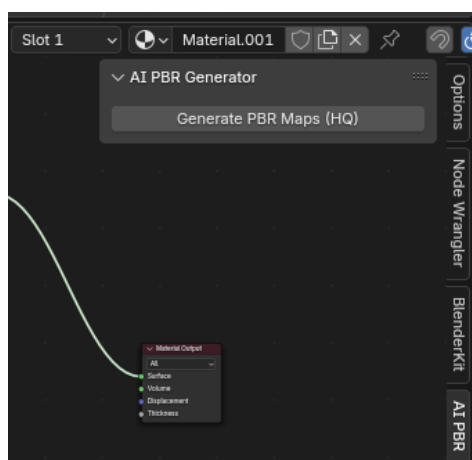 Slot 1
Material.001
AI PBR Generator
Generate PBR Maps (HQ)
Options
Node Wrangler
BlenderKit
AI PBR
Material Output
All
Surface
Volume
Displacement
Thickness